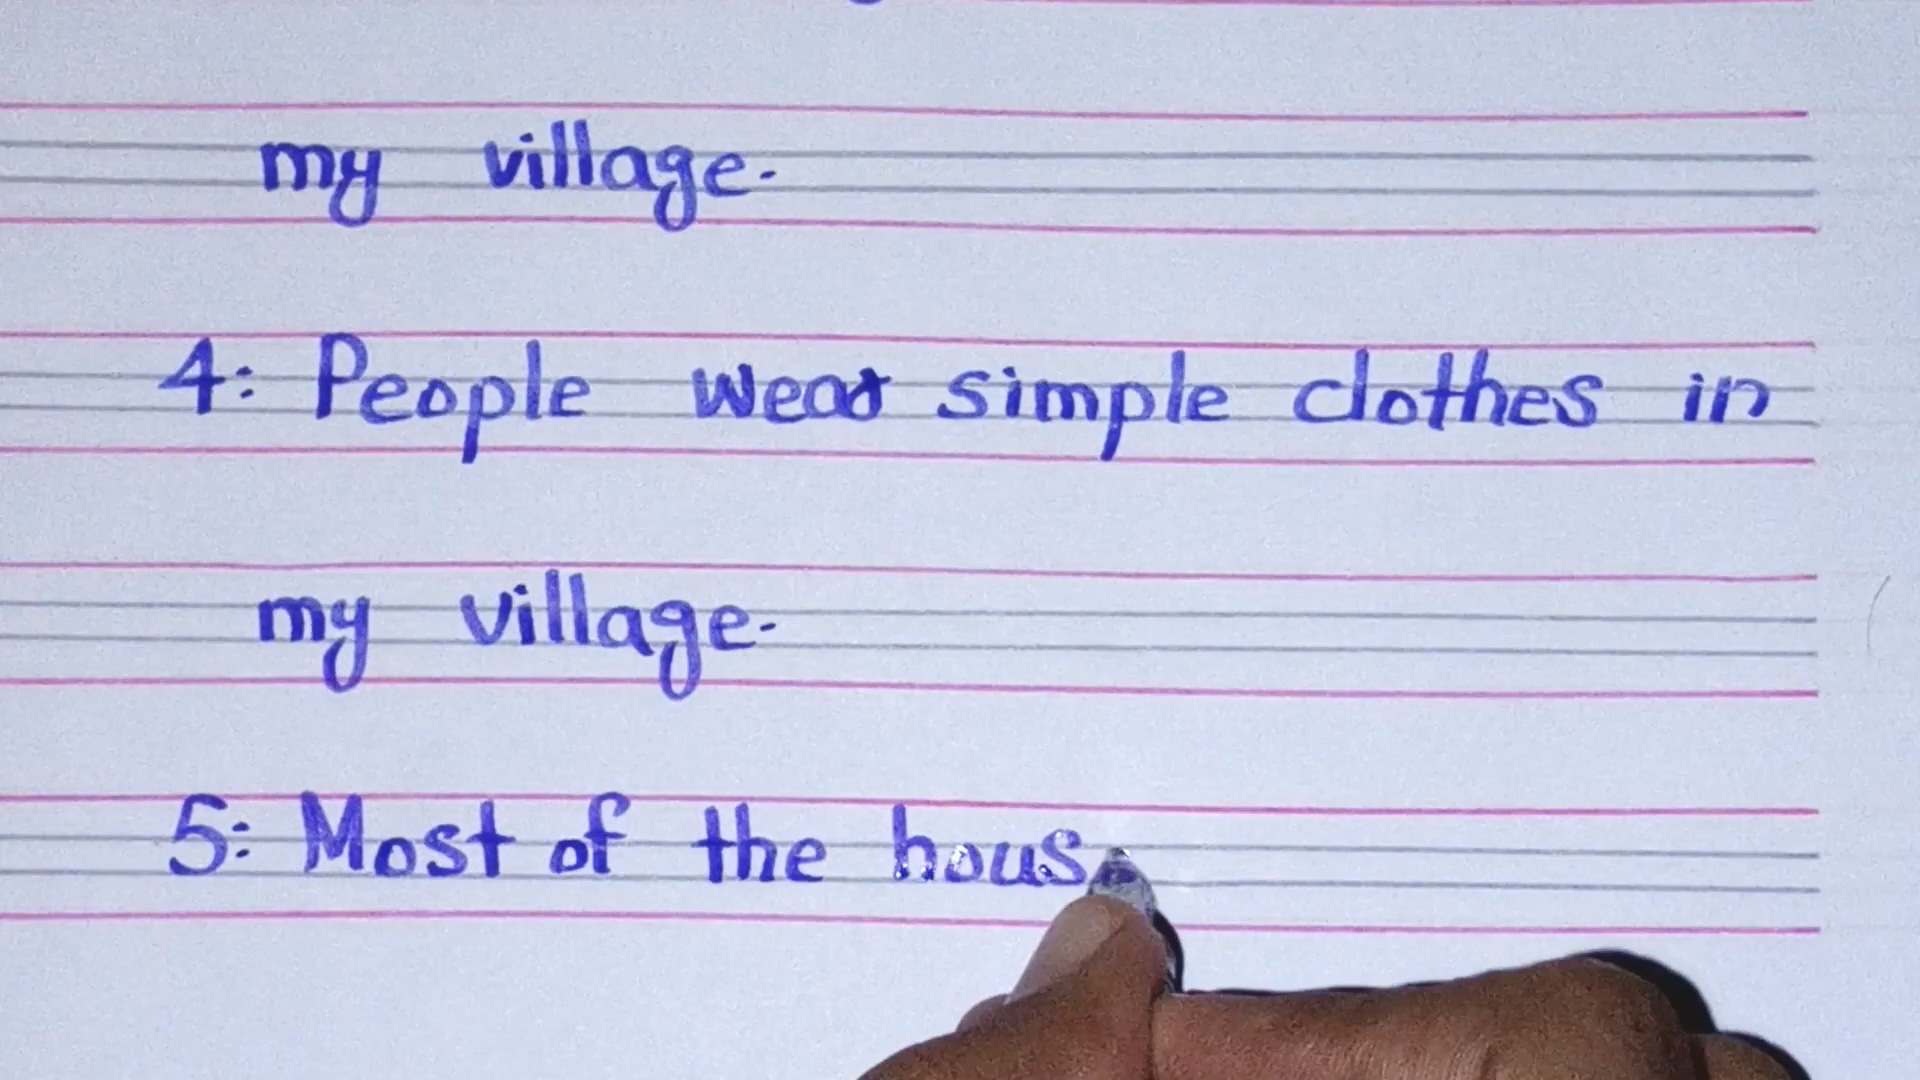 my village.
4: People wear simple clothes in
my village.
5: Most of the hous